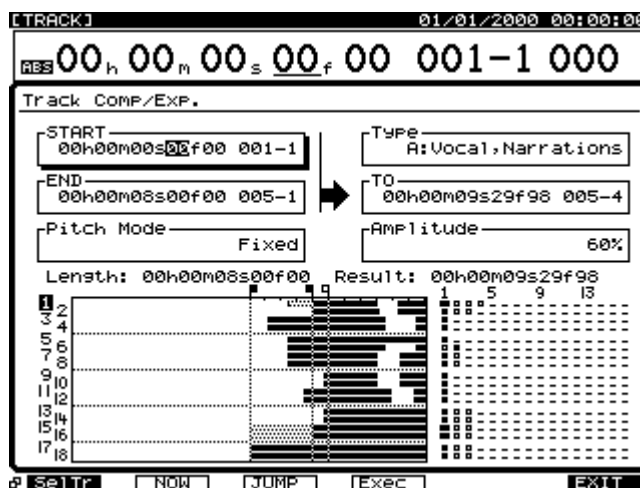 [TRACK] 01/01/2000 00:00:00
ABS 00h 00m 00s 00f 00 001-1 000
Track Comp/Exp.
START
00h00m00s00f00 001-1
Type
A:Vocal,Narrations
END
00h00m08s00f00 005-1
TO
00h00m09s29f98 005-4
Pitch Mode
Fixed
Amplitude
60%
Length: 00h00m08s00f00 Result: 00h00m09s29f98
1 5 9 13
1
2
3
4
5
6
7
8
9
10
11
12
13
14
15
16
17
18
SelTr NOW JUMP Exec EXIT